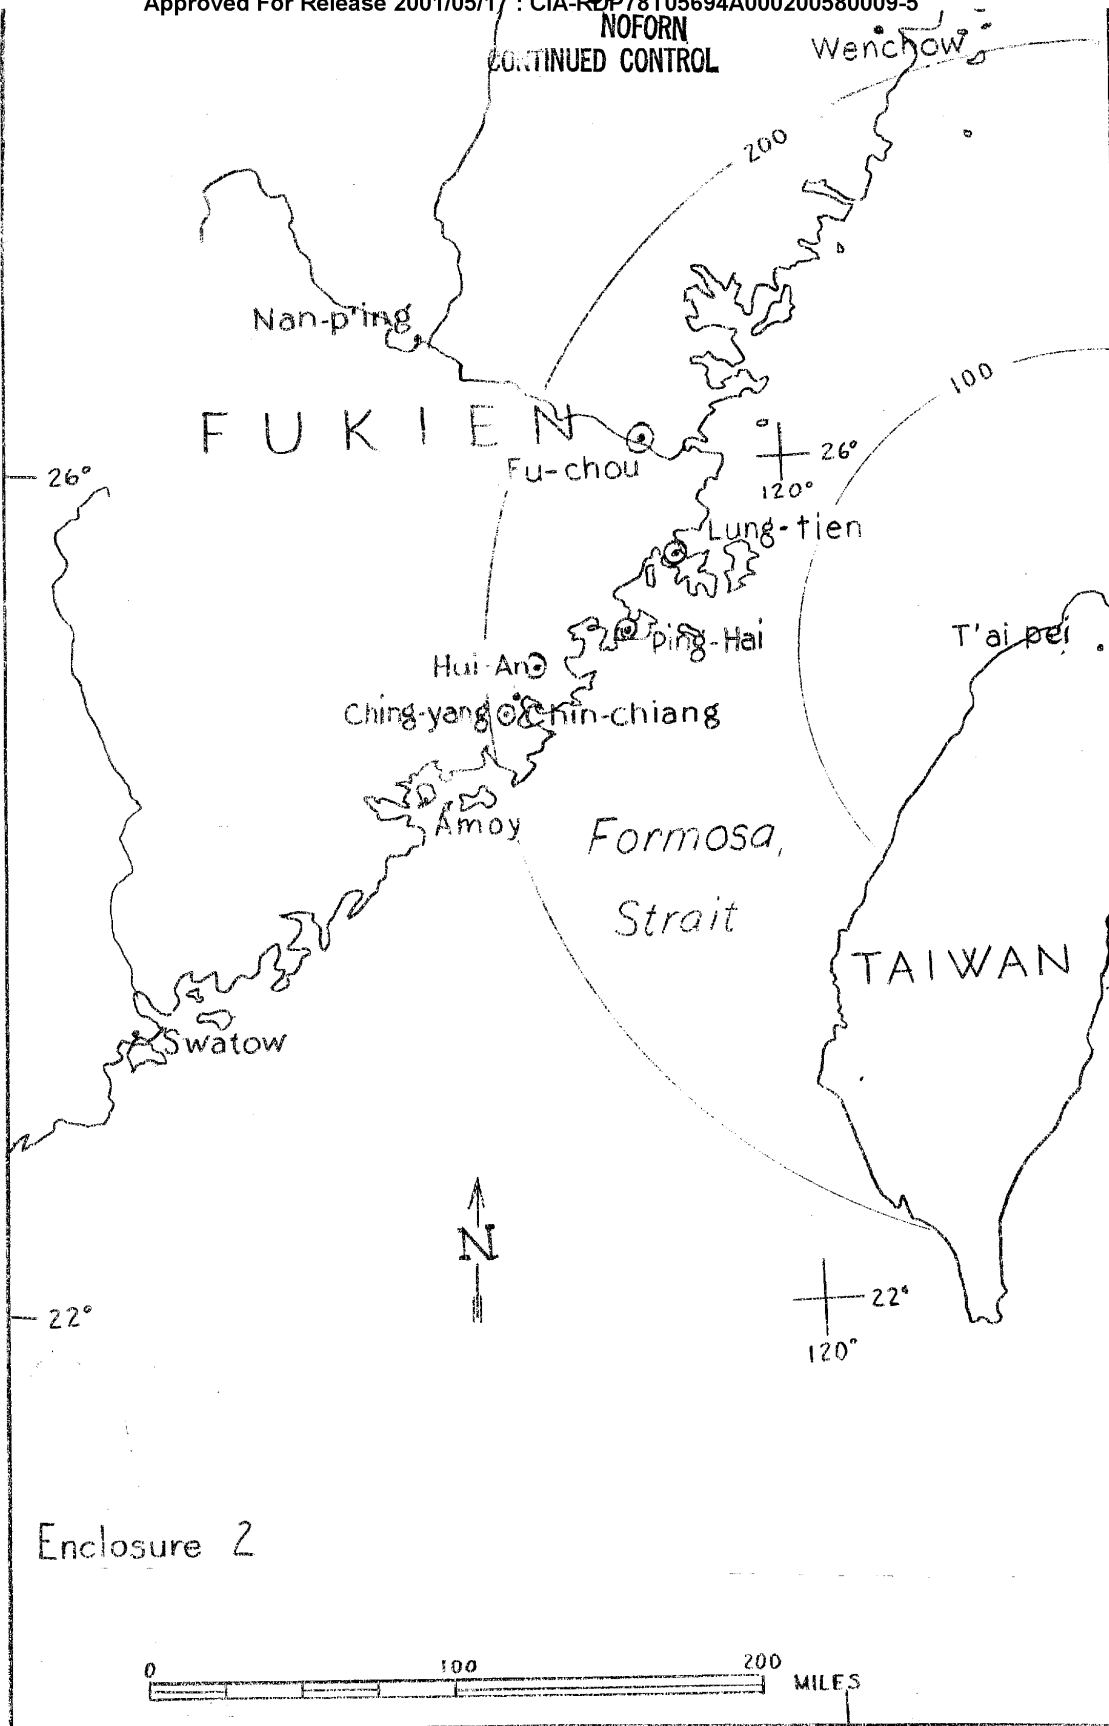 Approved For Release 2001/05/17 : CIA-RDP78T05694A000200580009-5
NOFORN
CONTINUED CONTROL
Wenchow
200
Nan-p'ing
100
FUKIEN
26°
Fu-chou
26°
120°
Lung-tien
T'ai pei
Ping-Hai
Hui-An
Ching-yang
Chin-chiang
Amoy
Formosa
Strait
TAIWAN
Swatow
N
22°
22°
120°
Enclosure 2
0 100 200 MILES